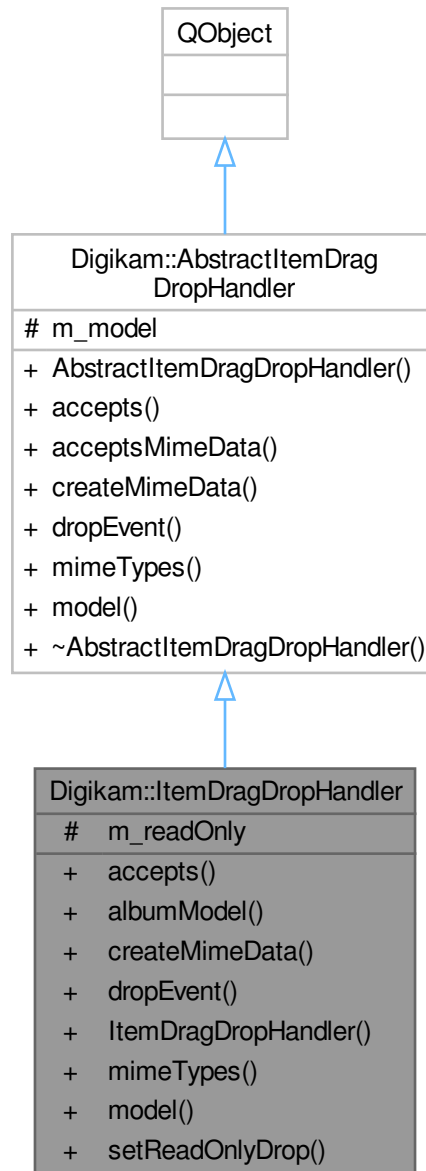 QObject
Digikam::AbstractItemDrag
DropHandler
# m_model
+ AbstractItemDragDropHandler()
+ accepts()
+ acceptsMimeData()
+ createMimeData()
+ dropEvent()
+ mimeTypes()
+ model()
+ ~AbstractItemDragDropHandler()
Digikam::ItemDragDropHandler
# m_readOnly
+ accepts()
+ albumModel()
+ createMimeData()
+ dropEvent()
+ ItemDragDropHandler()
+ mimeTypes()
+ model()
+ setReadOnlyDrop()